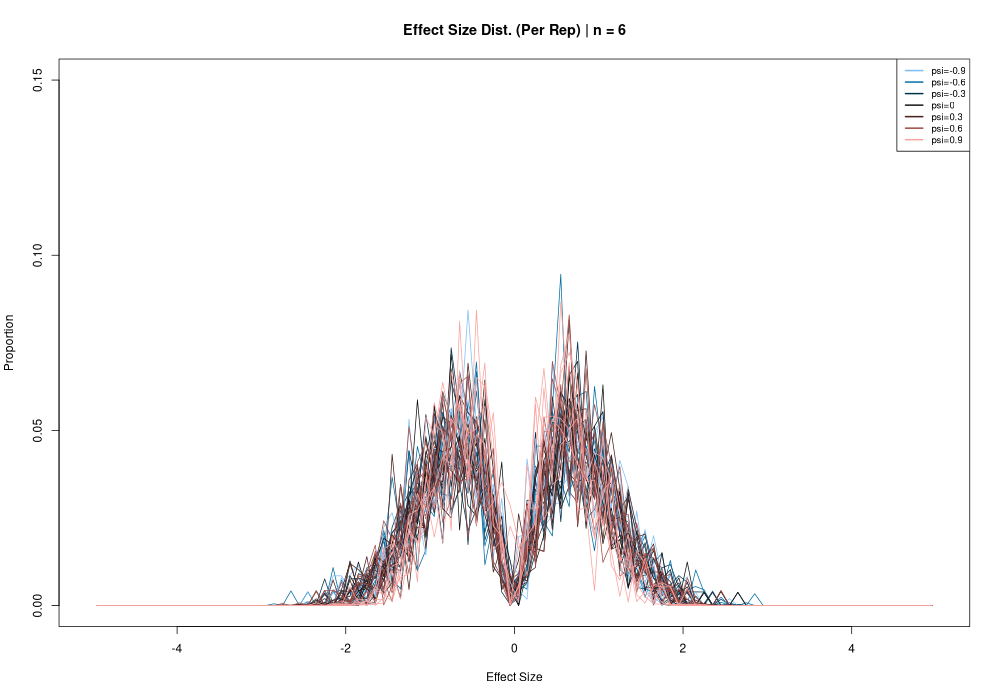 Effect Size Dist. (Per Rep) | n = 6
psi=-0.9
psi=-0.6
psi=-0.3
psi=0
psi=0.3
psi=0.6
psi=0.9
0.15
0.10
0.05
0.00
Proportion
-4
-2
0
2
4
Effect Size